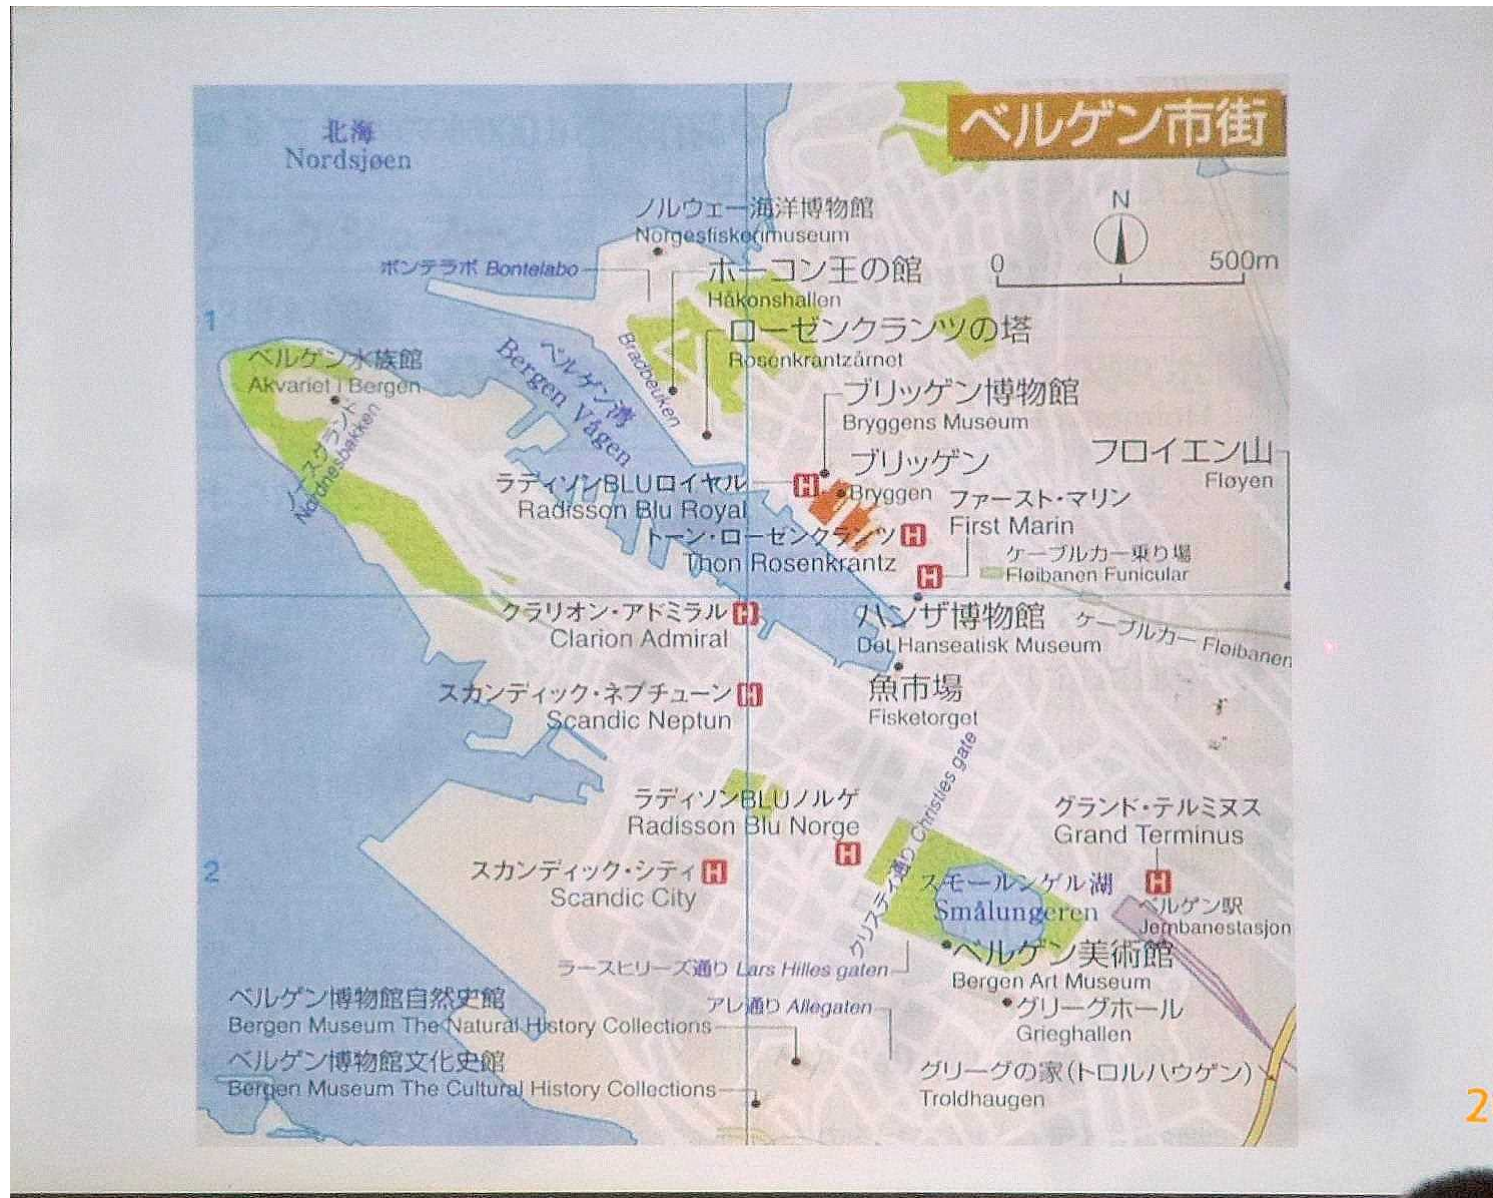 ベルゲン市街
北海
Nordsjøen
N
0 500m
ノルウェー海洋博物館
Norgesfiskerimuseum
ボンテラボ Bontelabo
ホーコン王の館
Håkonshallen
1
ローゼンクランツの塔
Rosenkrantzårnet
ベルゲン水族館
Akvariet i Bergen
ベルゲン湾
Bergen Vågen
Bradbeuken
ブリッゲン博物館
Bryggens Museum
ノースグランド
Nordnesbakken
フロイエン山
Fløyen
ブリッゲン
Bryggen
ラディソンBLUロイヤル
Radisson Blu Royal
ファースト・マリン
First Marin
トーン・ローゼンクランツ
Thon Rosenkrantz
ケーブルカー乗り場
Fløibanen Funicular
クラリオン・アドミラル
Clarion Admiral
ハンザ博物館
Det Hanseatisk Museum
ケーブルカー Fløibanen
スカンディック・ネプチューン
Scandic Neptun
魚市場
Fisketorget
ラディソンBLUノルゲ
Radisson Blu Norge
クリスティ通り Christies gate
グランド・テルミヌス
Grand Terminus
2
スカンディック・シティ
Scandic City
スモールンゲル湖
Smålungeren
ベルゲン駅
Jernbanestasjon
ベルゲン美術館
Bergen Art Museum
ラースヒリーズ通り Lars Hilles gaten
ベルゲン博物館自然史館
Bergen Museum The Natural History Collections
アレ通り Allegaten
グリーグホール
Grieghallen
ベルゲン博物館文化史館
Bergen Museum The Cultural History Collections
グリーグの家(トロルハウゲン)
Troldhaugen
2